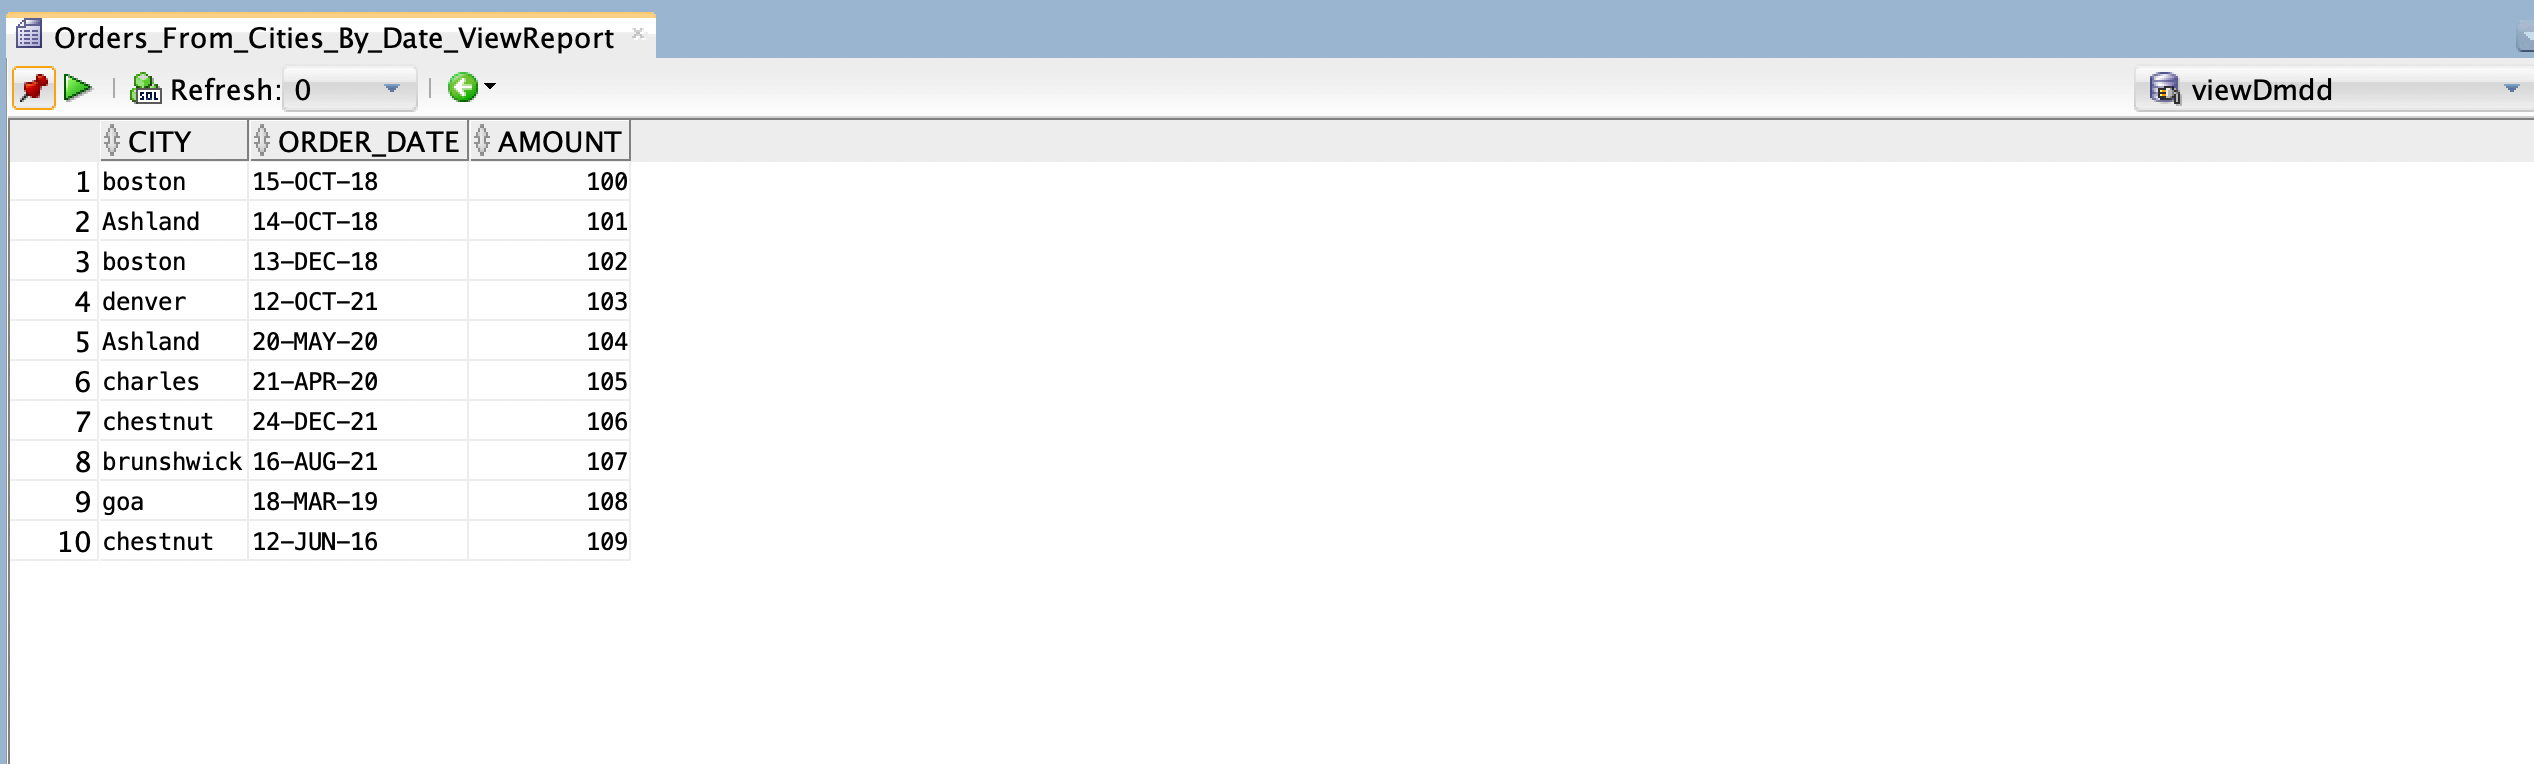 Orders_From_Cities_By_Date_ViewReport
SQL Refresh: 0 viewDmdd
CITY ORDER_DATE AMOUNT
1 boston 15-OCT-18 100
2 Ashland 14-OCT-18 101
3 boston 13-DEC-18 102
4 denver 12-OCT-21 103
5 Ashland 20-MAY-20 104
6 charles 21-APR-20 105
7 chestnut 24-DEC-21 106
8 brunshwick 16-AUG-21 107
9 goa 18-MAR-19 108
10 chestnut 12-JUN-16 109